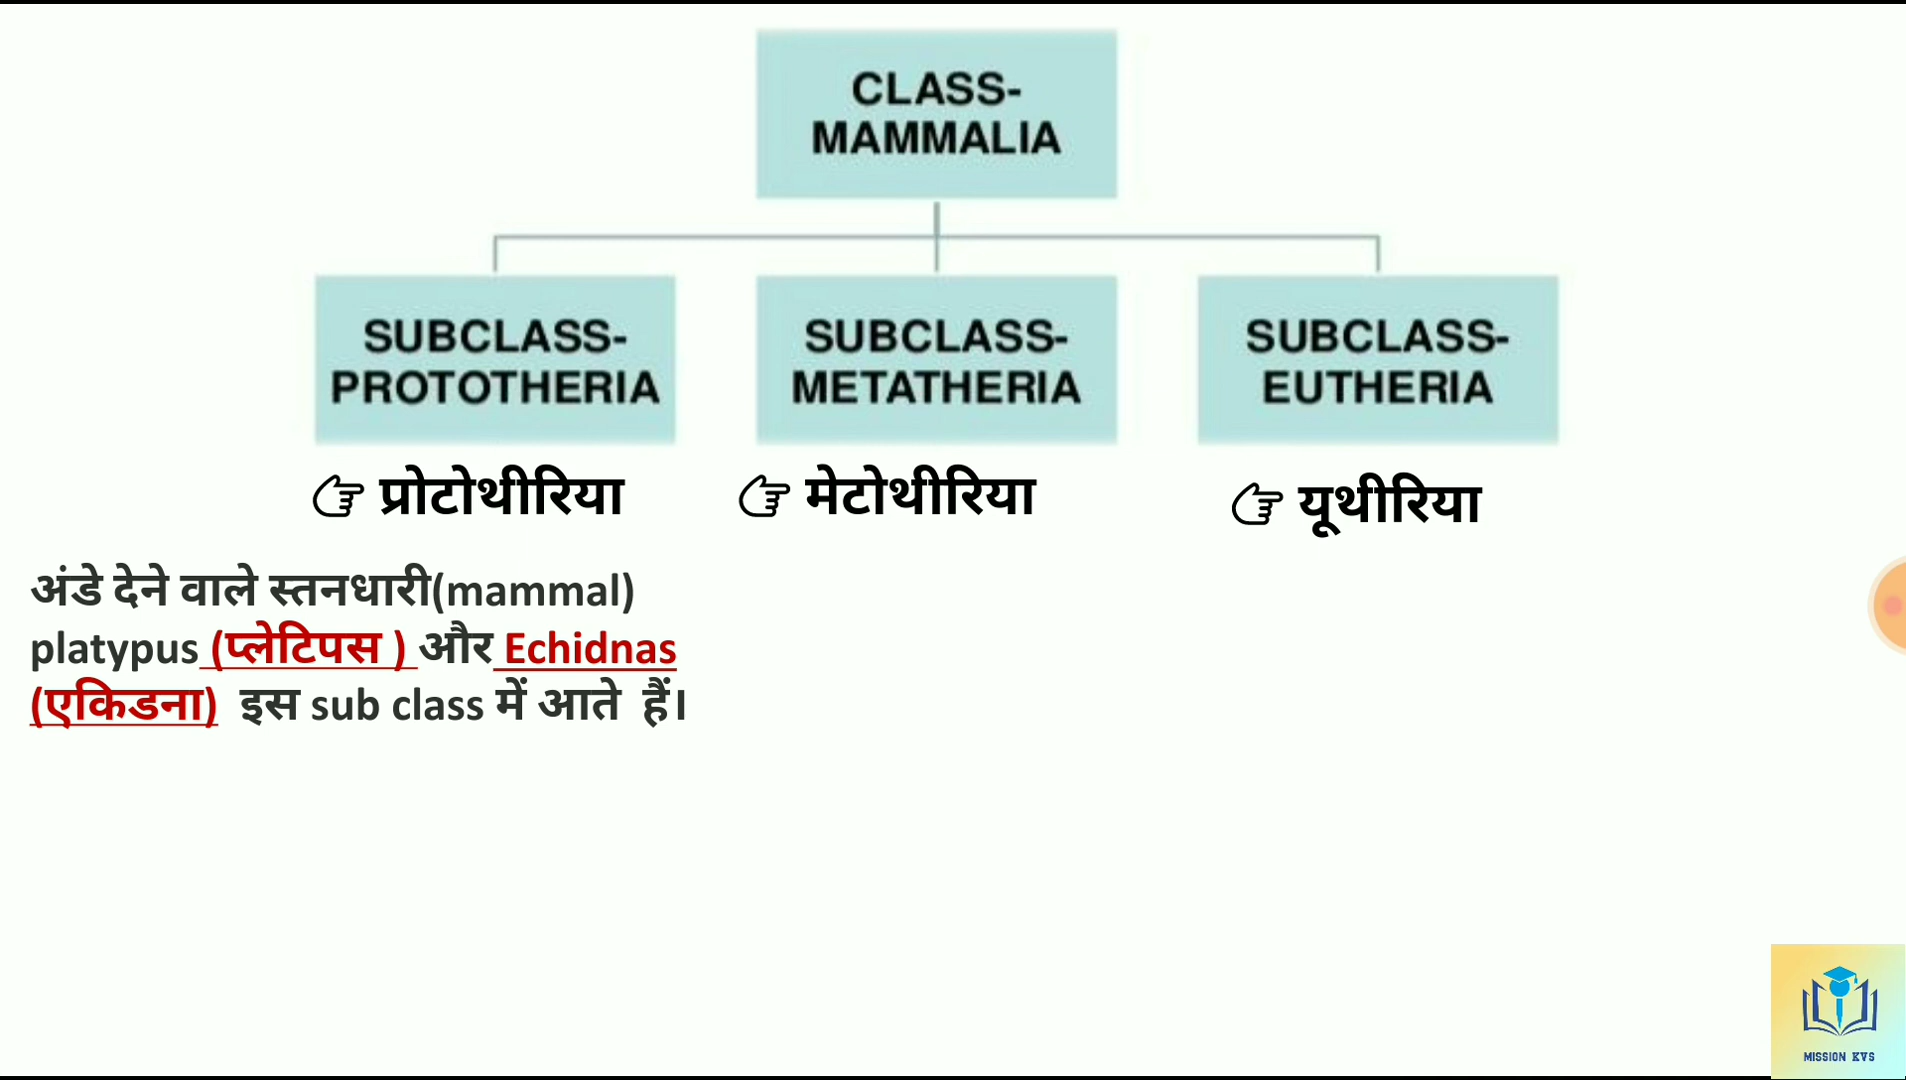 CLASS-
MAMMALIA
SUBCLASS-
PROTOTHERIA
SUBCLASS-
METATHERIA
SUBCLASS-
EUTHERIA
👉 प्रोटोथीरिया
👉 मेटोथीरिया
👉 यूथीरिया
अंडे देने वाले स्तनधारी(mammal)
platypus (प्लेटिपस ) और Echidnas
(एकिडना) इस sub class में आते हैं।
MISSION KVS